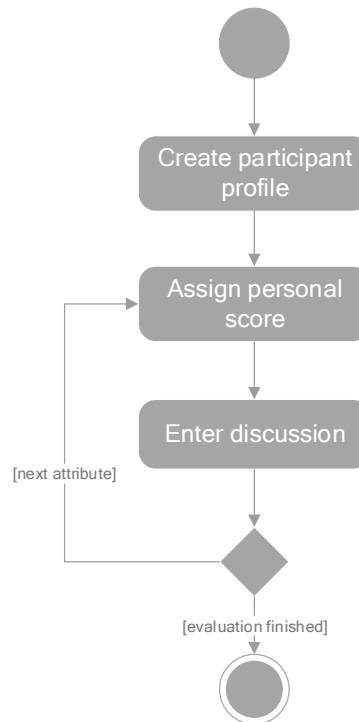 Create participant
profile
Assign personal
score
Enter discussion
[next attribute]
[evaluation finished]